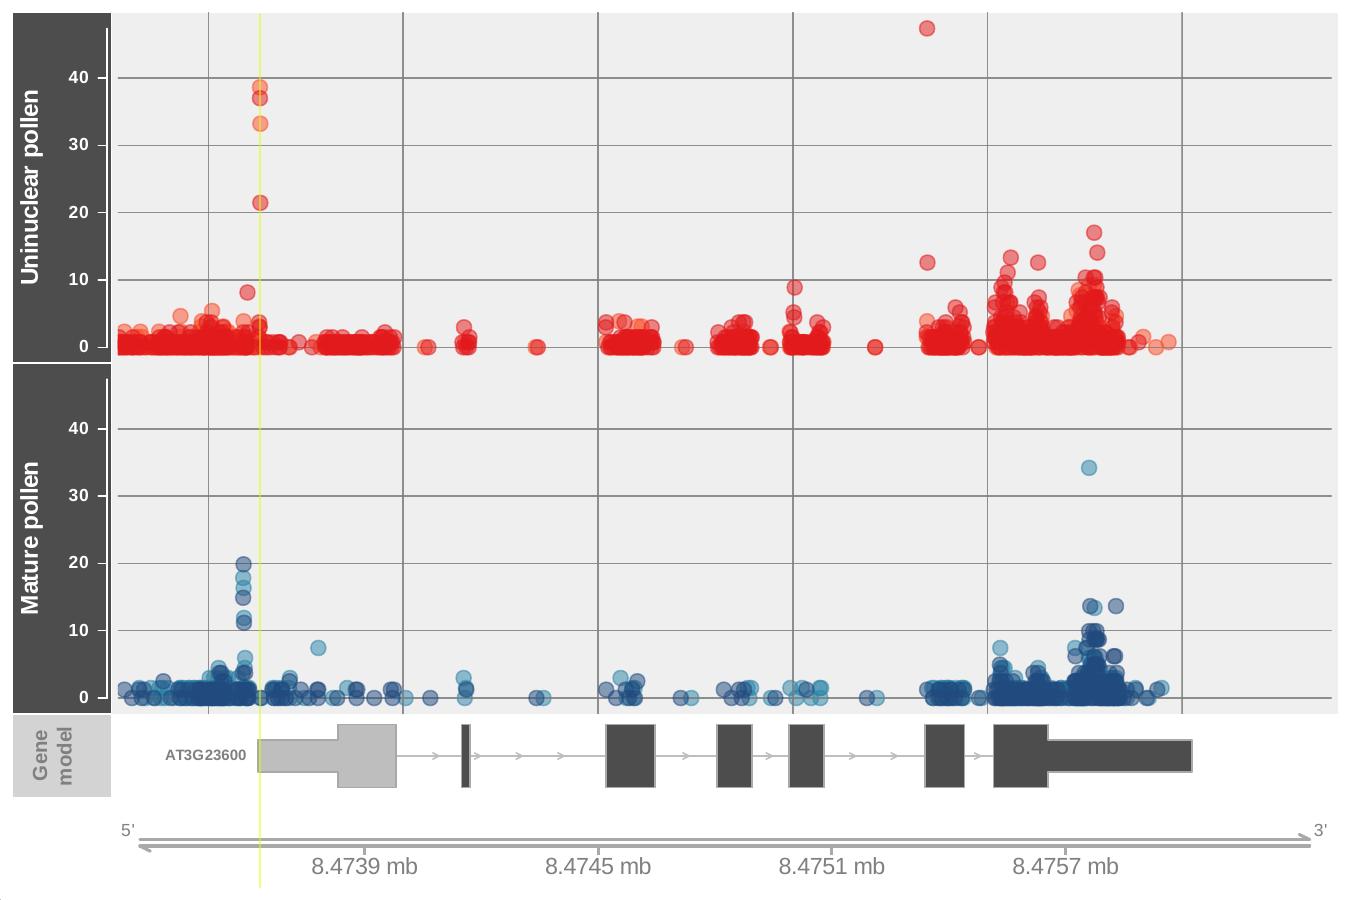 Uninuclear pollen
40
30
20
10
0
Mature pollen
40
30
20
10
0
Gene
model
AT3G23600
5'
3'
8.4739 mb
8.4745 mb
8.4751 mb
8.4757 mb